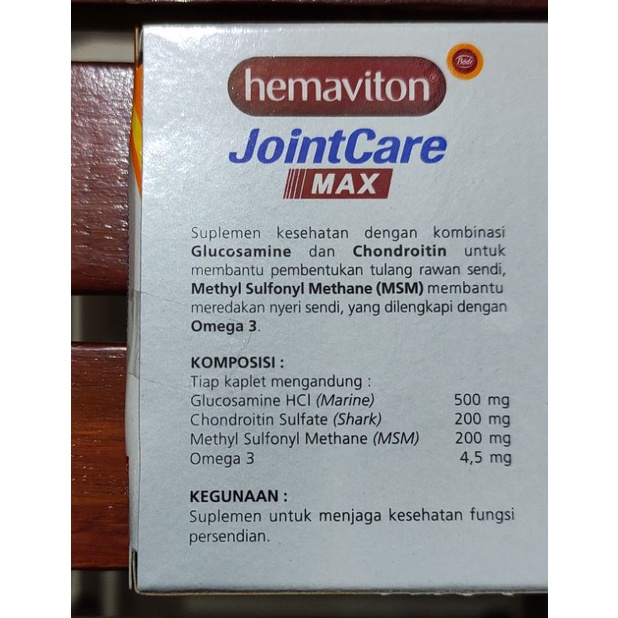 hemaviton
Bode
JointCare
MAX
Suplemen kesehatan dengan kombinasi
Glucosamine dan Chondroitin untuk
membantu pembentukan tulang rawan sendi,
Methyl Sulfonyl Methane (MSM) membantu
meredakan nyeri sendi, yang dilengkapi dengan
Omega 3.
KOMPOSISI :
Tiap kaplet mengandung :
Glucosamine HCl (Marine) 500 mg
Chondroitin Sulfate (Shark) 200 mg
Methyl Sulfonyl Methane (MSM) 200 mg
Omega 3 4,5 mg
KEGUNAAN :
Suplemen untuk menjaga kesehatan fungsi
persendian.